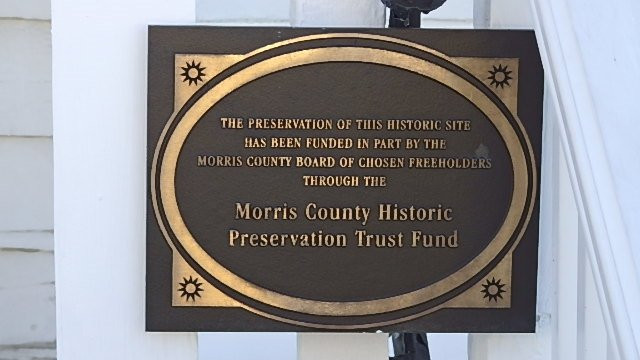 THE PRESERVATION OF THIS HISTORIC SITE
HAS BEEN FUNDED IN PART BY THE
MORRIS COUNTY BOARD OF CHOSEN FREEHOLDERS
THROUGH THE
Morris County Historic
Preservation Trust Fund